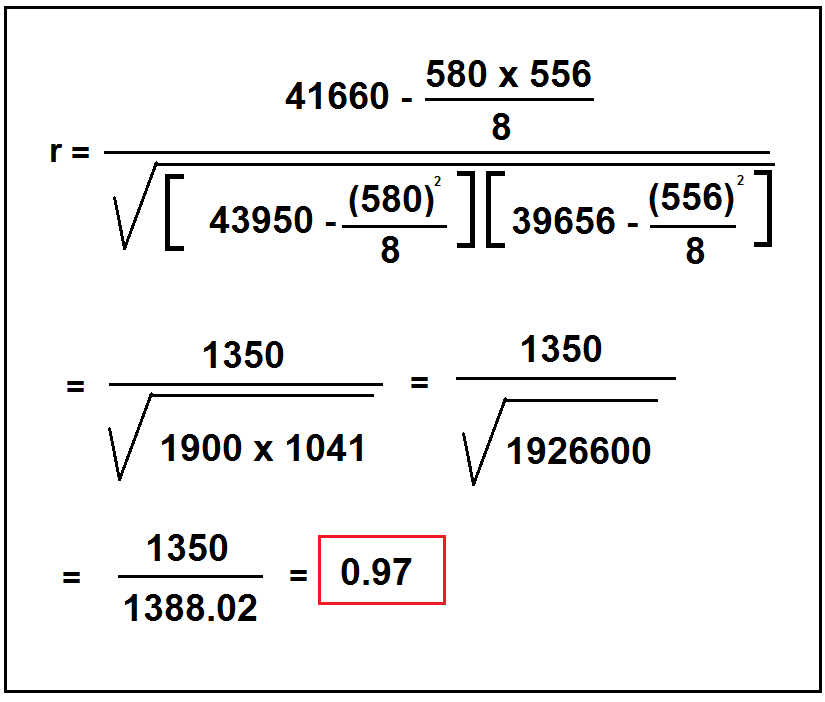 41660 - 580 x 556
8
r =
[ 43950 - (580)² ] [ 39656 - (556)² ]
8 8
1350 1350
= =
√ 1900 x 1041 √ 1926600
1350
= = 0.97
1388.02